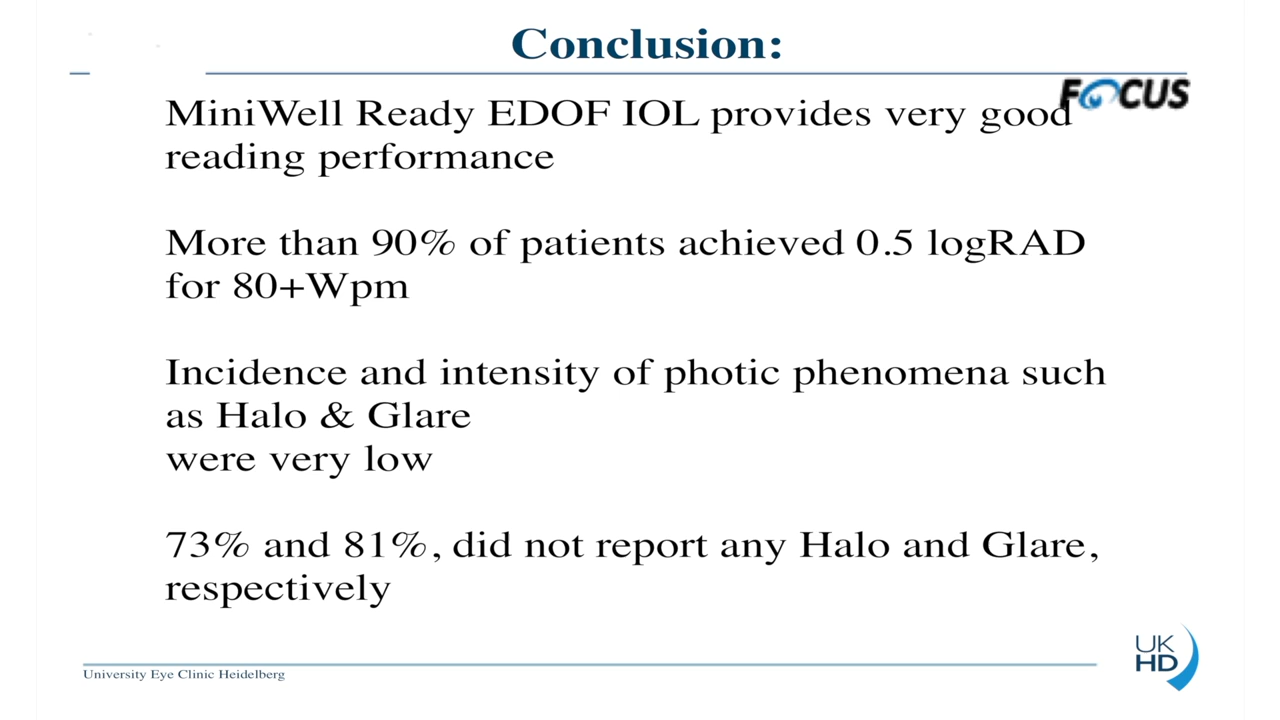 Conclusion:
FOCUS
MiniWell Ready EDOF IOL provides very good
reading performance
More than 90% of patients achieved 0.5 logRAD
for 80+Wpm
Incidence and intensity of photic phenomena such
as Halo & Glare
were very low
73% and 81%, did not report any Halo and Glare,
respectively
University Eye Clinic Heidelberg
UK
HD